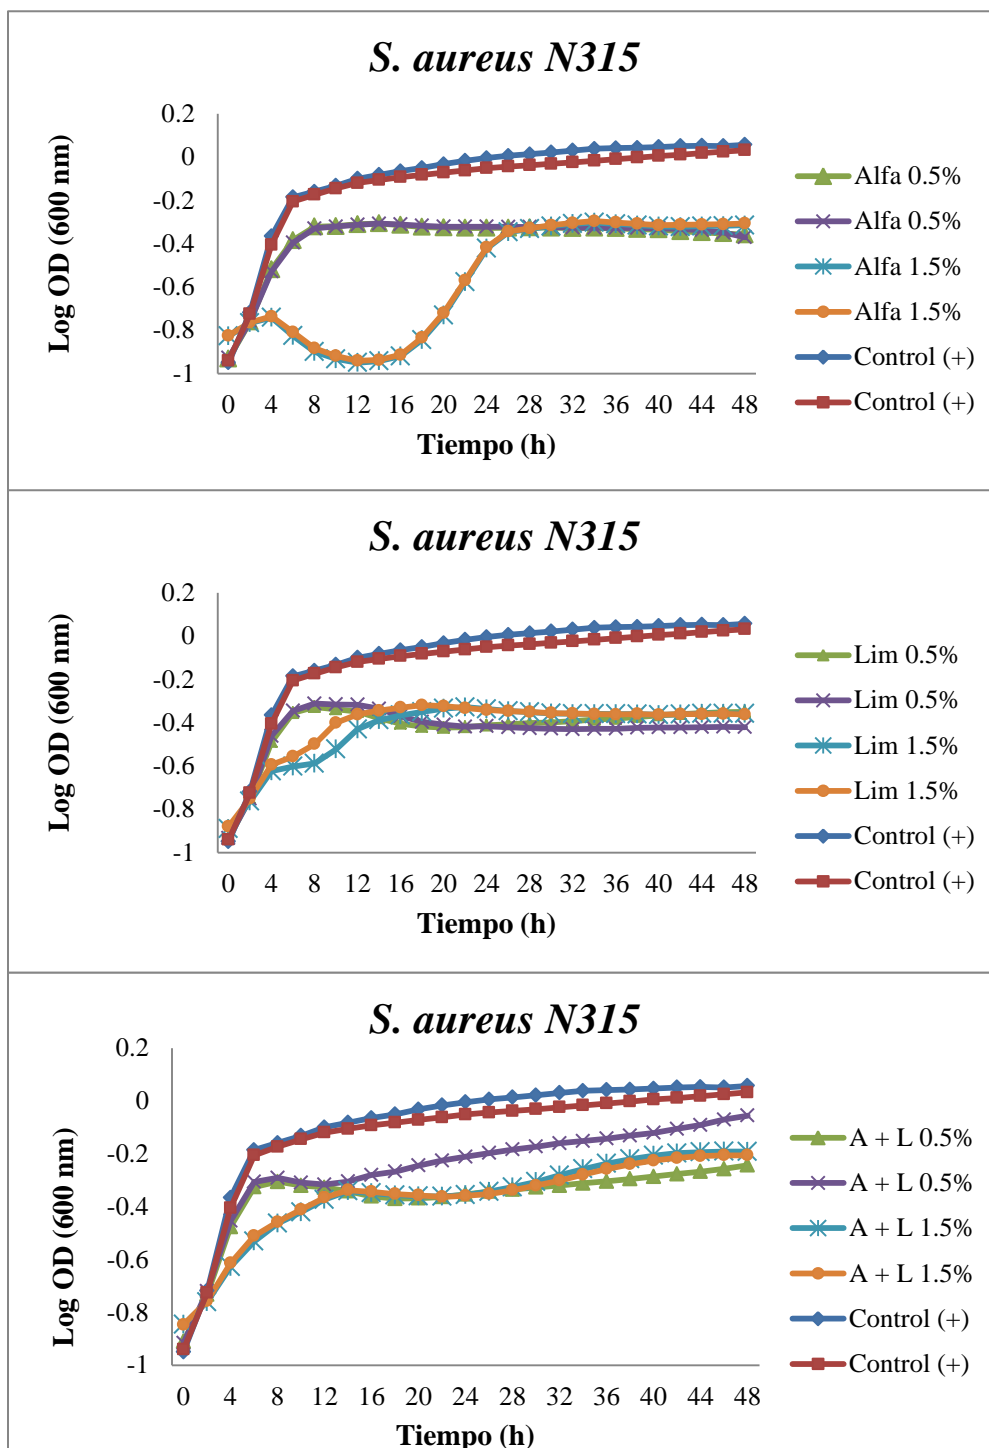 S. aureus N315
Log OD (600 nm)
0.2
0
-0.2
-0.4
-0.6
-0.8
-1
0 4 8 12 16 20 24 28 32 36 40 44 48
Tiempo (h)
Alfa 0.5%
Alfa 0.5%
Alfa 1.5%
Alfa 1.5%
Control (+)
Control (+)
S. aureus N315
Log OD (600 nm)
0.2
0
-0.2
-0.4
-0.6
-0.8
-1
0 4 8 12 16 20 24 28 32 36 40 44 48
Tiempo (h)
Lim 0.5%
Lim 0.5%
Lim 1.5%
Lim 1.5%
Control (+)
Control (+)
S. aureus N315
Log OD (600 nm)
0.2
0
-0.2
-0.4
-0.6
-0.8
-1
0 4 8 12 16 20 24 28 32 36 40 44 48
Tiempo (h)
A + L 0.5%
A + L 0.5%
A + L 1.5%
A + L 1.5%
Control (+)
Control (+)